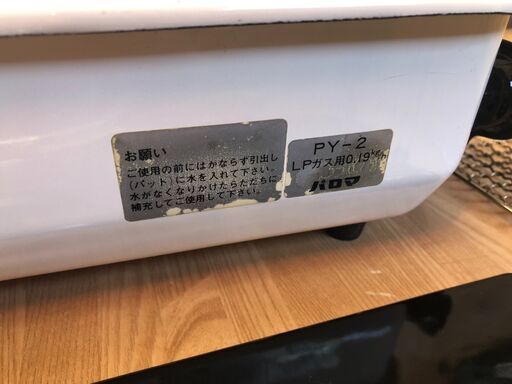 お願い
ご使用の前にはかならず引出し
(バット)に水を入れて下さい。
水がなくなりかけたらただちに
補充してご使用して下さい。
PY-2
LPガス用0.19
パロマ